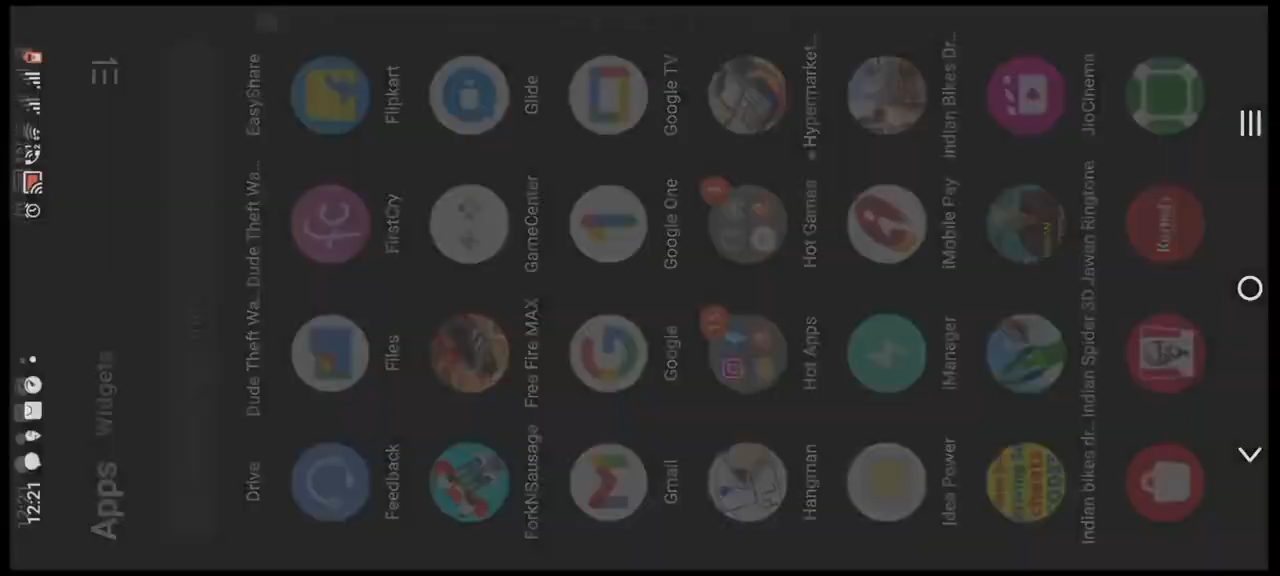 12:21
Apps Widgets
Drive Dude Theft Wa... Dude Theft Wa... EasyShare
Feedback Files FirstCry Flipkart
ForkNSausage Free Fire MAX GameCenter Glide
Gmail Google Google One Google TV
Hangman Hot Apps Hot Games Hypermarket...
Idea Power iManager iMobile Pay Indian Bikes Dr...
Indian bikes dr... Indian Spider 3D Jawan Ringtone JioCinema